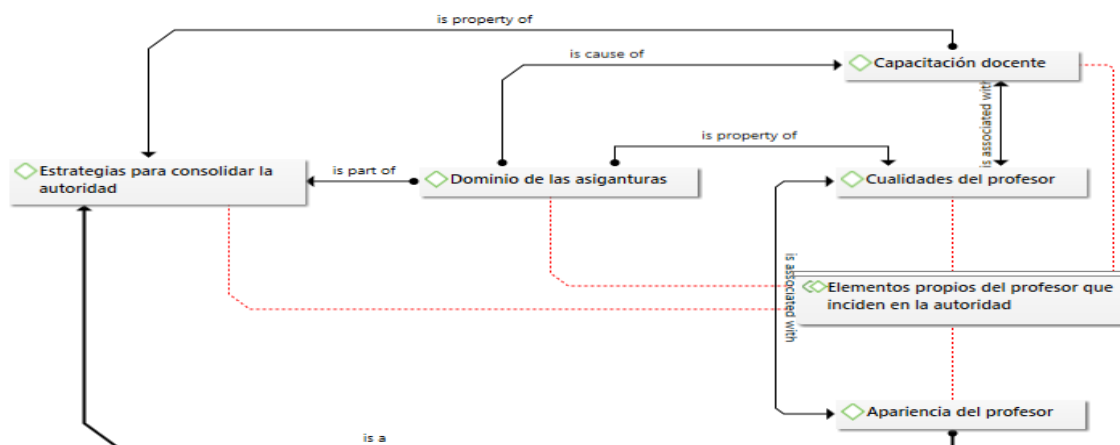 is property of
is cause of
Capacitación docente
is associated with
is property of
Estrategias para consolidar la
autoridad
is part of
Dominio de las asiganturas
Cualidades del profesor
is associated with
Elementos propios del profesor que
inciden en la autoridad
Apariencia del profesor
is a